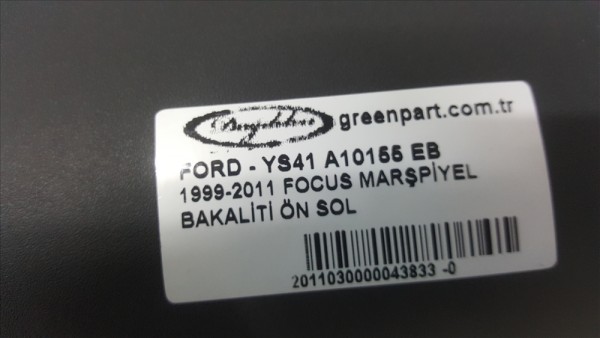 greenpart.com.tr
FORD - YS41 A10155 EB
1999-2011 FOCUS MARŞPİYEL
BAKALİTİ ÖN SOL
2011030000043833 -0